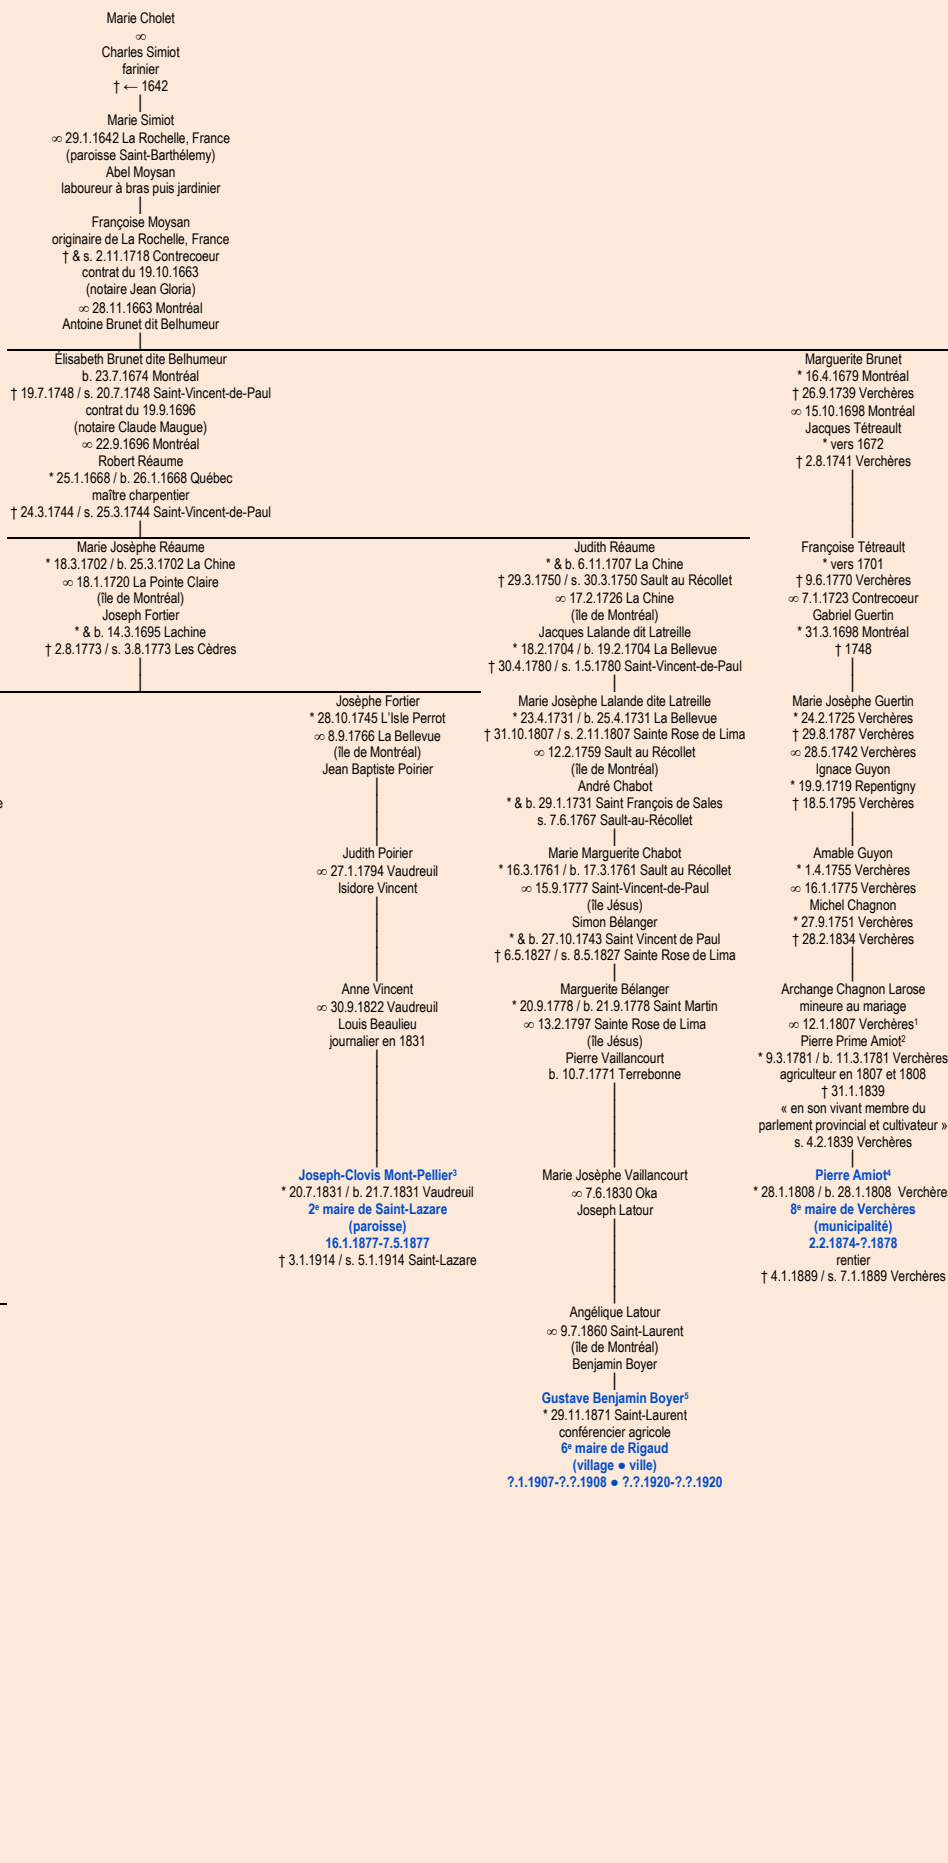 Marie Cholet
∞
Charles Simiot
farinier
† ← 1642
Marie Simiot
∞ 29.1.1642 La Rochelle, France
(paroisse Saint-Barthélemy)
Abel Moysan
laboureur à bras puis jardinier
Françoise Moysan
originaire de La Rochelle, France
† & s. 2.11.1718 Contrecoeur
contrat du 19.10.1663
(notaire Jean Gloria)
∞ 28.11.1663 Montréal
Antoine Brunet dit Belhumeur
Élisabeth Brunet dite Belhumeur
b. 23.7.1674 Montréal
† 19.7.1748 / s. 20.7.1748 Saint-Vincent-de-Paul
contrat du 19.9.1696
(notaire Claude Maugue)
∞ 22.9.1696 Montréal
Robert Réaume
* 25.1.1668 / b. 26.1.1668 Québec
maître charpentier
† 24.3.1744 / s. 25.3.1744 Saint-Vincent-de-Paul
Marguerite Brunet
* 16.4.1679 Montréal
† 26.9.1739 Verchères
∞ 15.10.1698 Montréal
Jacques Tétreault
* vers 1672
† 2.8.1741 Verchères
Marie Josèphe Réaume
* 18.3.1702 / b. 25.3.1702 La Chine
∞ 18.1.1720 La Pointe Claire
(île de Montréal)
Joseph Fortier
* & b. 14.3.1695 Lachine
† 2.8.1773 / s. 3.8.1773 Les Cèdres
Judith Réaume
* & b. 6.11.1707 La Chine
† 29.3.1750 / s. 30.3.1750 Sault au Récollet
∞ 17.2.1726 La Chine
(île de Montréal)
Jacques Lalande dit Latreille
* 18.2.1704 / b. 19.2.1704 La Bellevue
† 30.4.1780 / s. 1.5.1780 Saint-Vincent-de-Paul
Françoise Tétreault
* vers 1701
† 9.6.1770 Verchères
∞ 7.1.1723 Contrecoeur
Gabriel Guertin
* 31.3.1698 Montréal
† 1748
Josèphe Fortier
* 28.10.1745 L'Isle Perrot
∞ 8.9.1766 La Bellevue
(île de Montréal)
Jean Baptiste Poirier
Marie Josèphe Lalande dite Latreille
* 23.4.1731 / b. 25.4.1731 La Bellevue
† 31.10.1807 / s. 2.11.1807 Sainte Rose de Lima
∞ 12.2.1759 Sault au Récollet
(île de Montréal)
André Chabot
* & b. 29.1.1731 Saint François de Sales
s. 7.6.1767 Sault-au-Récollet
Marie Josèphe Guertin
* 24.2.1725 Verchères
† 29.8.1787 Verchères
∞ 28.5.1742 Verchères
Ignace Guyon
* 19.9.1719 Repentigny
† 18.5.1795 Verchères
e
Judith Poirier
∞ 27.1.1794 Vaudreuil
Isidore Vincent
Marie Marguerite Chabot
* 16.3.1761 / b. 17.3.1761 Sault au Récollet
∞ 15.9.1777 Saint-Vincent-de-Paul
(île Jésus)
Simon Bélanger
* & b. 27.10.1743 Saint Vincent de Paul
† 6.5.1827 / s. 8.5.1827 Sainte Rose de Lima
Amable Guyon
* 1.4.1755 Verchères
∞ 16.1.1775 Verchères
Michel Chagnon
* 27.9.1751 Verchères
† 28.2.1834 Verchères
Anne Vincent
∞ 30.9.1822 Vaudreuil
Louis Beaulieu
journalier en 1831
Marguerite Bélanger
* 20.9.1778 / b. 21.9.1778 Saint Martin
∞ 13.2.1797 Sainte Rose de Lima
(île Jésus)
Pierre Vaillancourt
b. 10.7.1771 Terrebonne
Archange Chagnon Larose
mineure au mariage
∞ 12.1.1807 Verchères¹
Pierre Prime Amiot²
* 9.3.1781 / b. 11.3.1781 Verchères
agriculteur en 1807 et 1808
† 31.1.1839
« en son vivant membre du
parlement provincial et cultivateur »
s. 4.2.1839 Verchères
Joseph-Clovis Mont-Pellier³
* 20.7.1831 / b. 21.7.1831 Vaudreuil
2e maire de Saint-Lazare
(paroisse)
16.1.1877-7.5.1877
† 3.1.1914 / s. 5.1.1914 Saint-Lazare
Marie Josèphe Vaillancourt
∞ 7.6.1830 Oka
Joseph Latour
Pierre Amiot⁴
* 28.1.1808 / b. 28.1.1808 Verchères
8e maire de Verchères
(municipalité)
2.2.1874-?.1878
rentier
† 4.1.1889 / s. 7.1.1889 Verchères
Angélique Latour
∞ 9.7.1860 Saint-Laurent
(île de Montréal)
Benjamin Boyer
Gustave Benjamin Boyer⁵
* 29.11.1871 Saint-Laurent
conférencier agricole
6e maire de Rigaud
(village ● ville)
?.1.1907-?.?.1908 ● ?.?.1920-?.?.1920